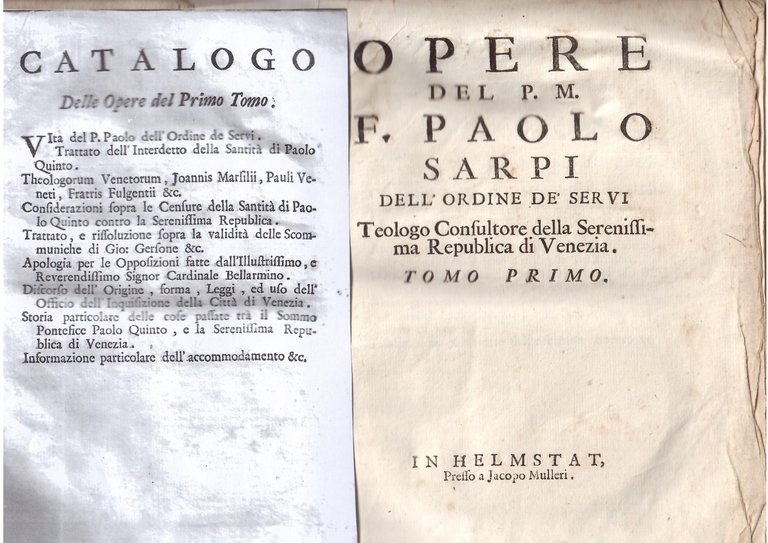 CATALOGO
Delle Opere del Primo Tomo:
VIta del P. Paolo dell'Ordine de Servi.
Trattato dell'Interdetto della Santità di Paolo
Quinto.
Theologorum Venetorum, Joannis Marsilii, Pauli Ve-
neti, Fratris Fulgentii &c.
Considerazioni sopra le Censure della Santità di Pao-
lo Quinto contro la Serenissima Republica.
Trattato, e rissoluzione sopra la validità delle Scom-
muniche di Gio: Gersone &c.
Apologia per le Opposizioni fatte dall'Illustrissimo, e
Reverendissimo Signor Cardinale Bellarmino.
Discorso dell'Origine, forma, Leggi, ed uso dell'
Officio dell'Inquisizione della Città di Venezia.
Storia particolare delle cose passate trà il Sommo
Pontefice Paolo Quinto, e la Serenissima Repu-
blica di Venezia.
Informazione particolare dell'accommodamento &c.
OPERE
DEL P. M.
F. PAOLO
SARPI
DELL'ORDINE DE' SERVI
Teologo Consultore della Serenissi-
ma Republica di Venezia.
TOMO PRIMO.
IN HELMSTAT,
Presso a Jacopo Mulleri.